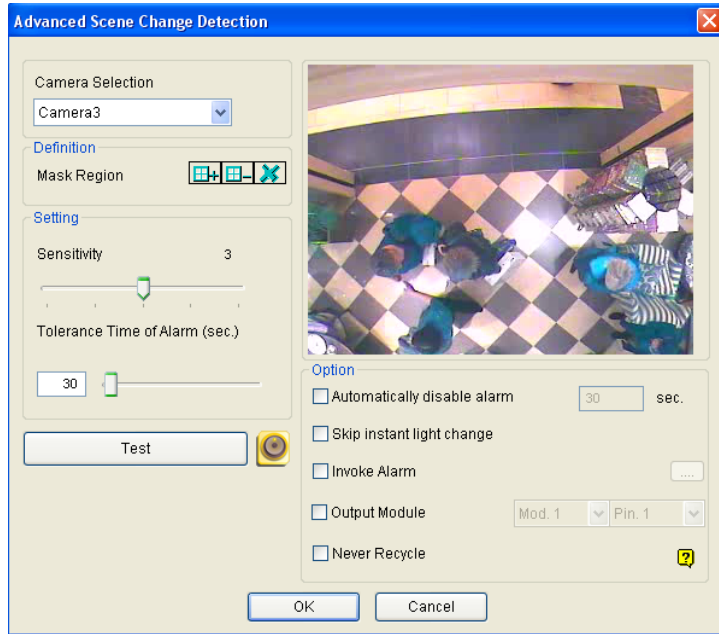 Advanced Scene Change Detection
Camera Selection
Camera3
Definition
Mask Region
Setting
Sensitivity 3
Tolerance Time of Alarm (sec.)
30
Test
Option
Automatically disable alarm 30 sec.
Skip instant light change
Invoke Alarm ....
Output Module Mod. 1 Pin. 1
Never Recycle ?
OK Cancel